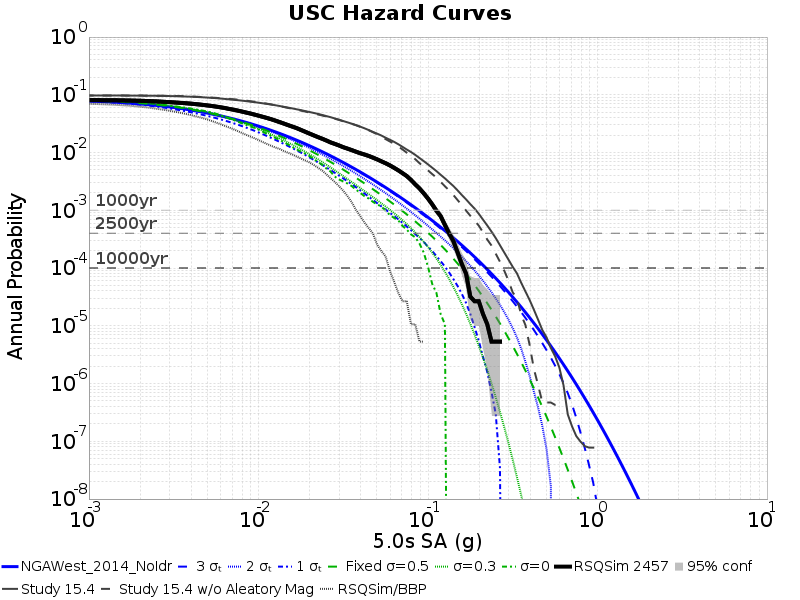 USC Hazard Curves
10^0
10^-1
10^-2
10^-3
10^-4
10^-5
10^-6
10^-7
10^-8
Annual Probability
1000yr
2500yr
10000yr
10^-3 10^-2 10^-1 10^0 10^1
5.0s SA (g)
NGAWest_2014_NoIdr 3 σₜ 2 σₜ 1 σₜ Fixed σ=0.5 σ=0.3 σ=0 RSQSim 2457 95% conf
Study 15.4 Study 15.4 w/o Aleatory Mag RSQSim/BBP